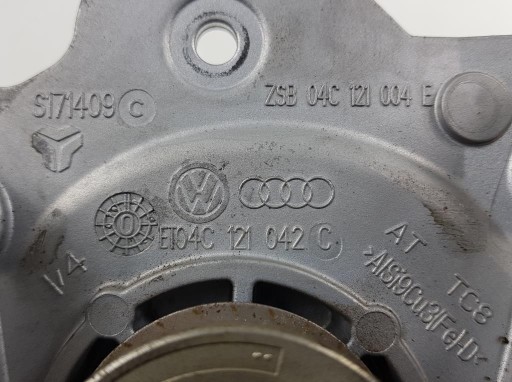 S171409 C
ZSB 04C 121 004 E
ET04C 121 042 C
V4
AT TC8
>AlSi9Cu3(Fe)<